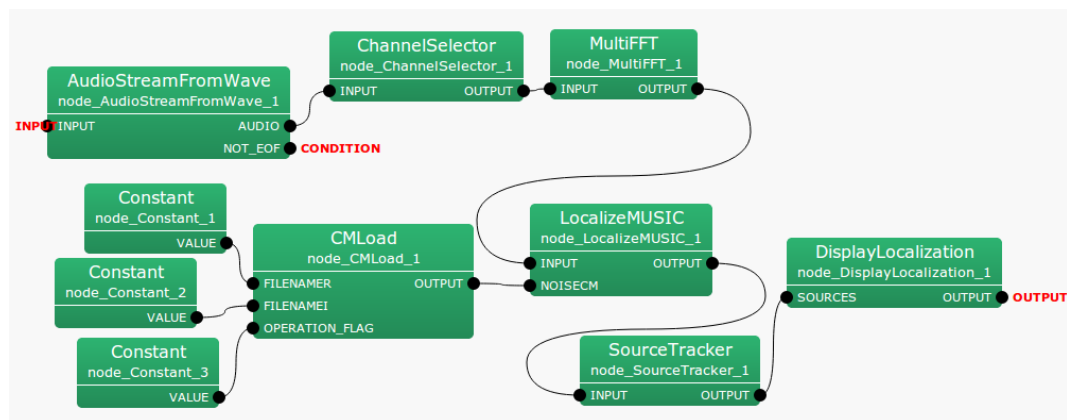 AudioStreamFromWave
node_AudioStreamFromWave_1
INPUT INPUT AUDIO
NOT_EOF CONDITION
ChannelSelector
node_ChannelSelector_1
INPUT OUTPUT
MultiFFT
node_MultiFFT_1
INPUT OUTPUT
Constant
node_Constant_1
VALUE
Constant
node_Constant_2
VALUE
Constant
node_Constant_3
VALUE
CMLoad
node_CMLoad_1
FILENAMER OUTPUT
FILENAMEI
OPERATION_FLAG
LocalizeMUSIC
node_LocalizeMUSIC_1
INPUT OUTPUT
NOISECM
SourceTracker
node_SourceTracker_1
INPUT OUTPUT
DisplayLocalization
node_DisplayLocalization_1
SOURCES OUTPUT OUTPUT